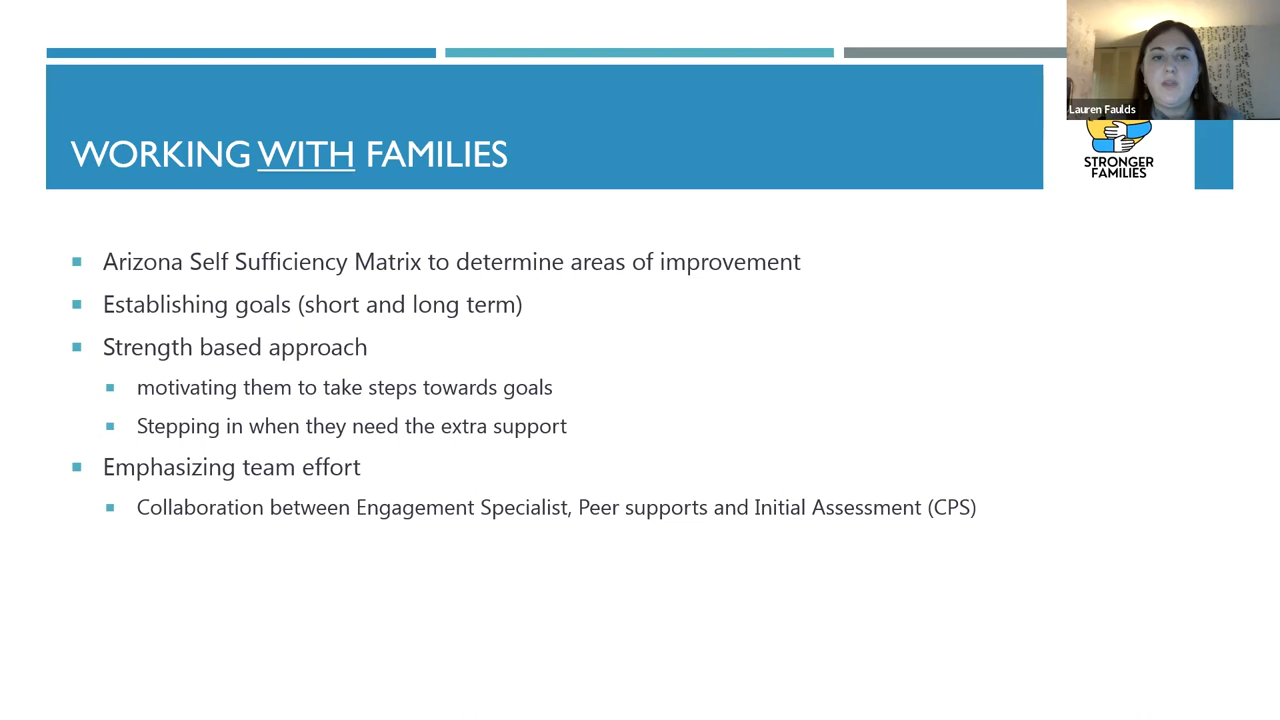 Lauren Faulds
STRONGER
FAMILIES
WORKING WITH FAMILIES
Arizona Self Sufficiency Matrix to determine areas of improvement
Establishing goals (short and long term)
Strength based approach
motivating them to take steps towards goals
Stepping in when they need the extra support
Emphasizing team effort
Collaboration between Engagement Specialist, Peer supports and Initial Assessment (CPS)